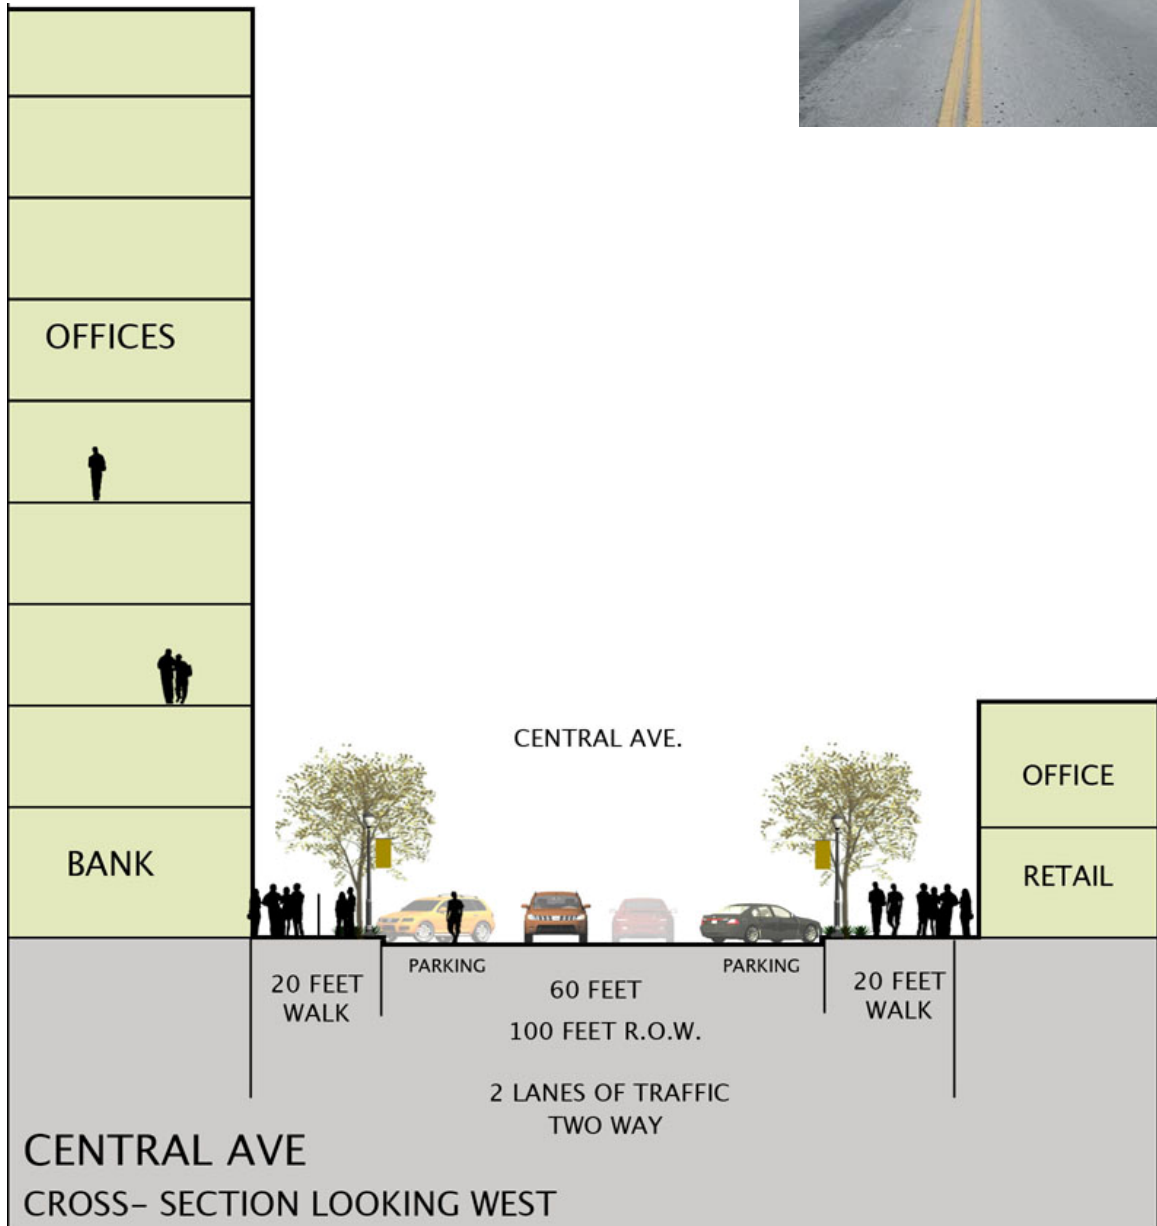 OFFICES
CENTRAL AVE.
OFFICE
BANK
RETAIL
PARKING
PARKING
20 FEET
WALK
60 FEET
20 FEET
WALK
100 FEET R.O.W.
2 LANES OF TRAFFIC
TWO WAY
CENTRAL AVE
CROSS- SECTION LOOKING WEST